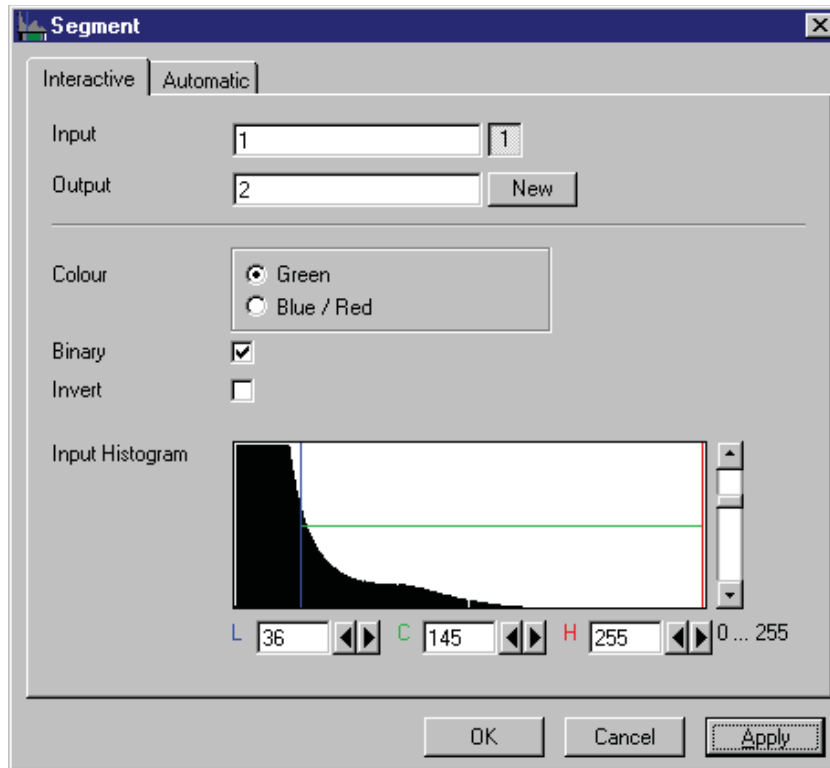 Segment
Interactive Automatic
Input 1 1
Output 2 New
Colour Green
Blue / Red
Binary
Invert
Input Histogram
L 36 C 145 H 255 0 ... 255
OK Cancel Apply